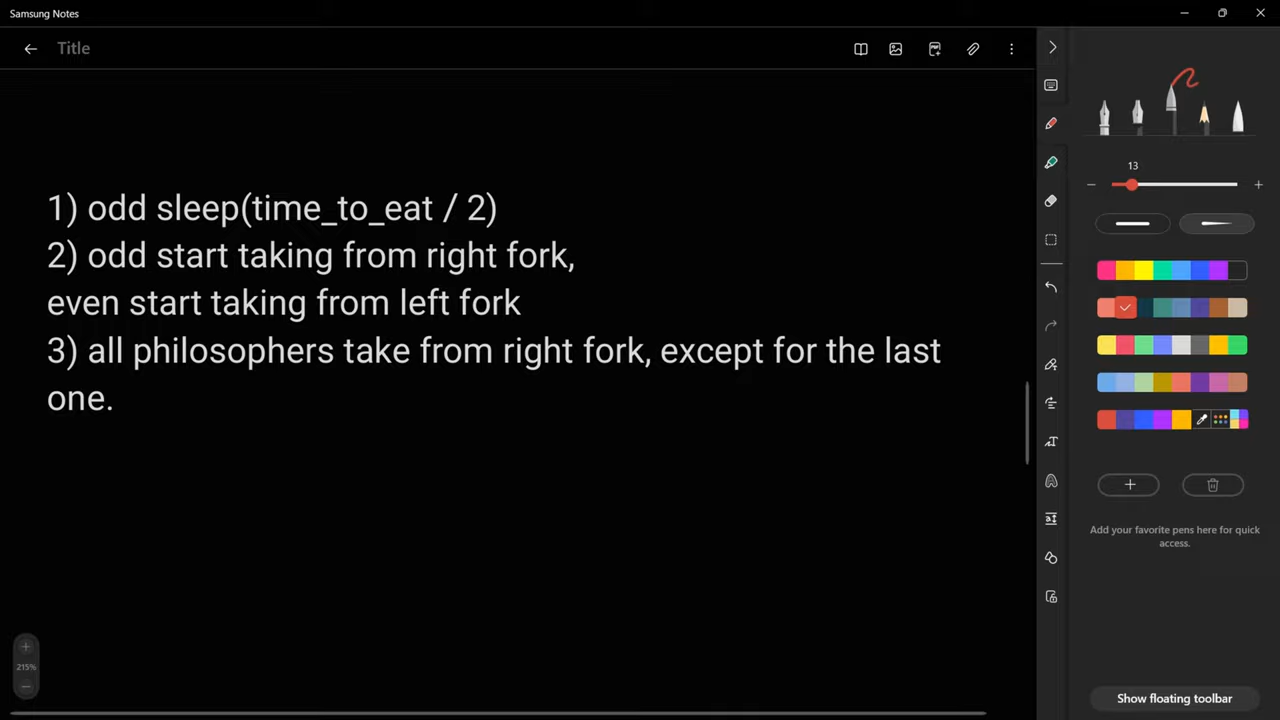 Samsung Notes
Title
13
1) odd sleep(time_to_eat / 2)
2) odd start taking from right fork,
even start taking from left fork
3) all philosophers take from right fork, except for the last
one.
Add your favorite pens here for quick
access.
215%
Show floating toolbar